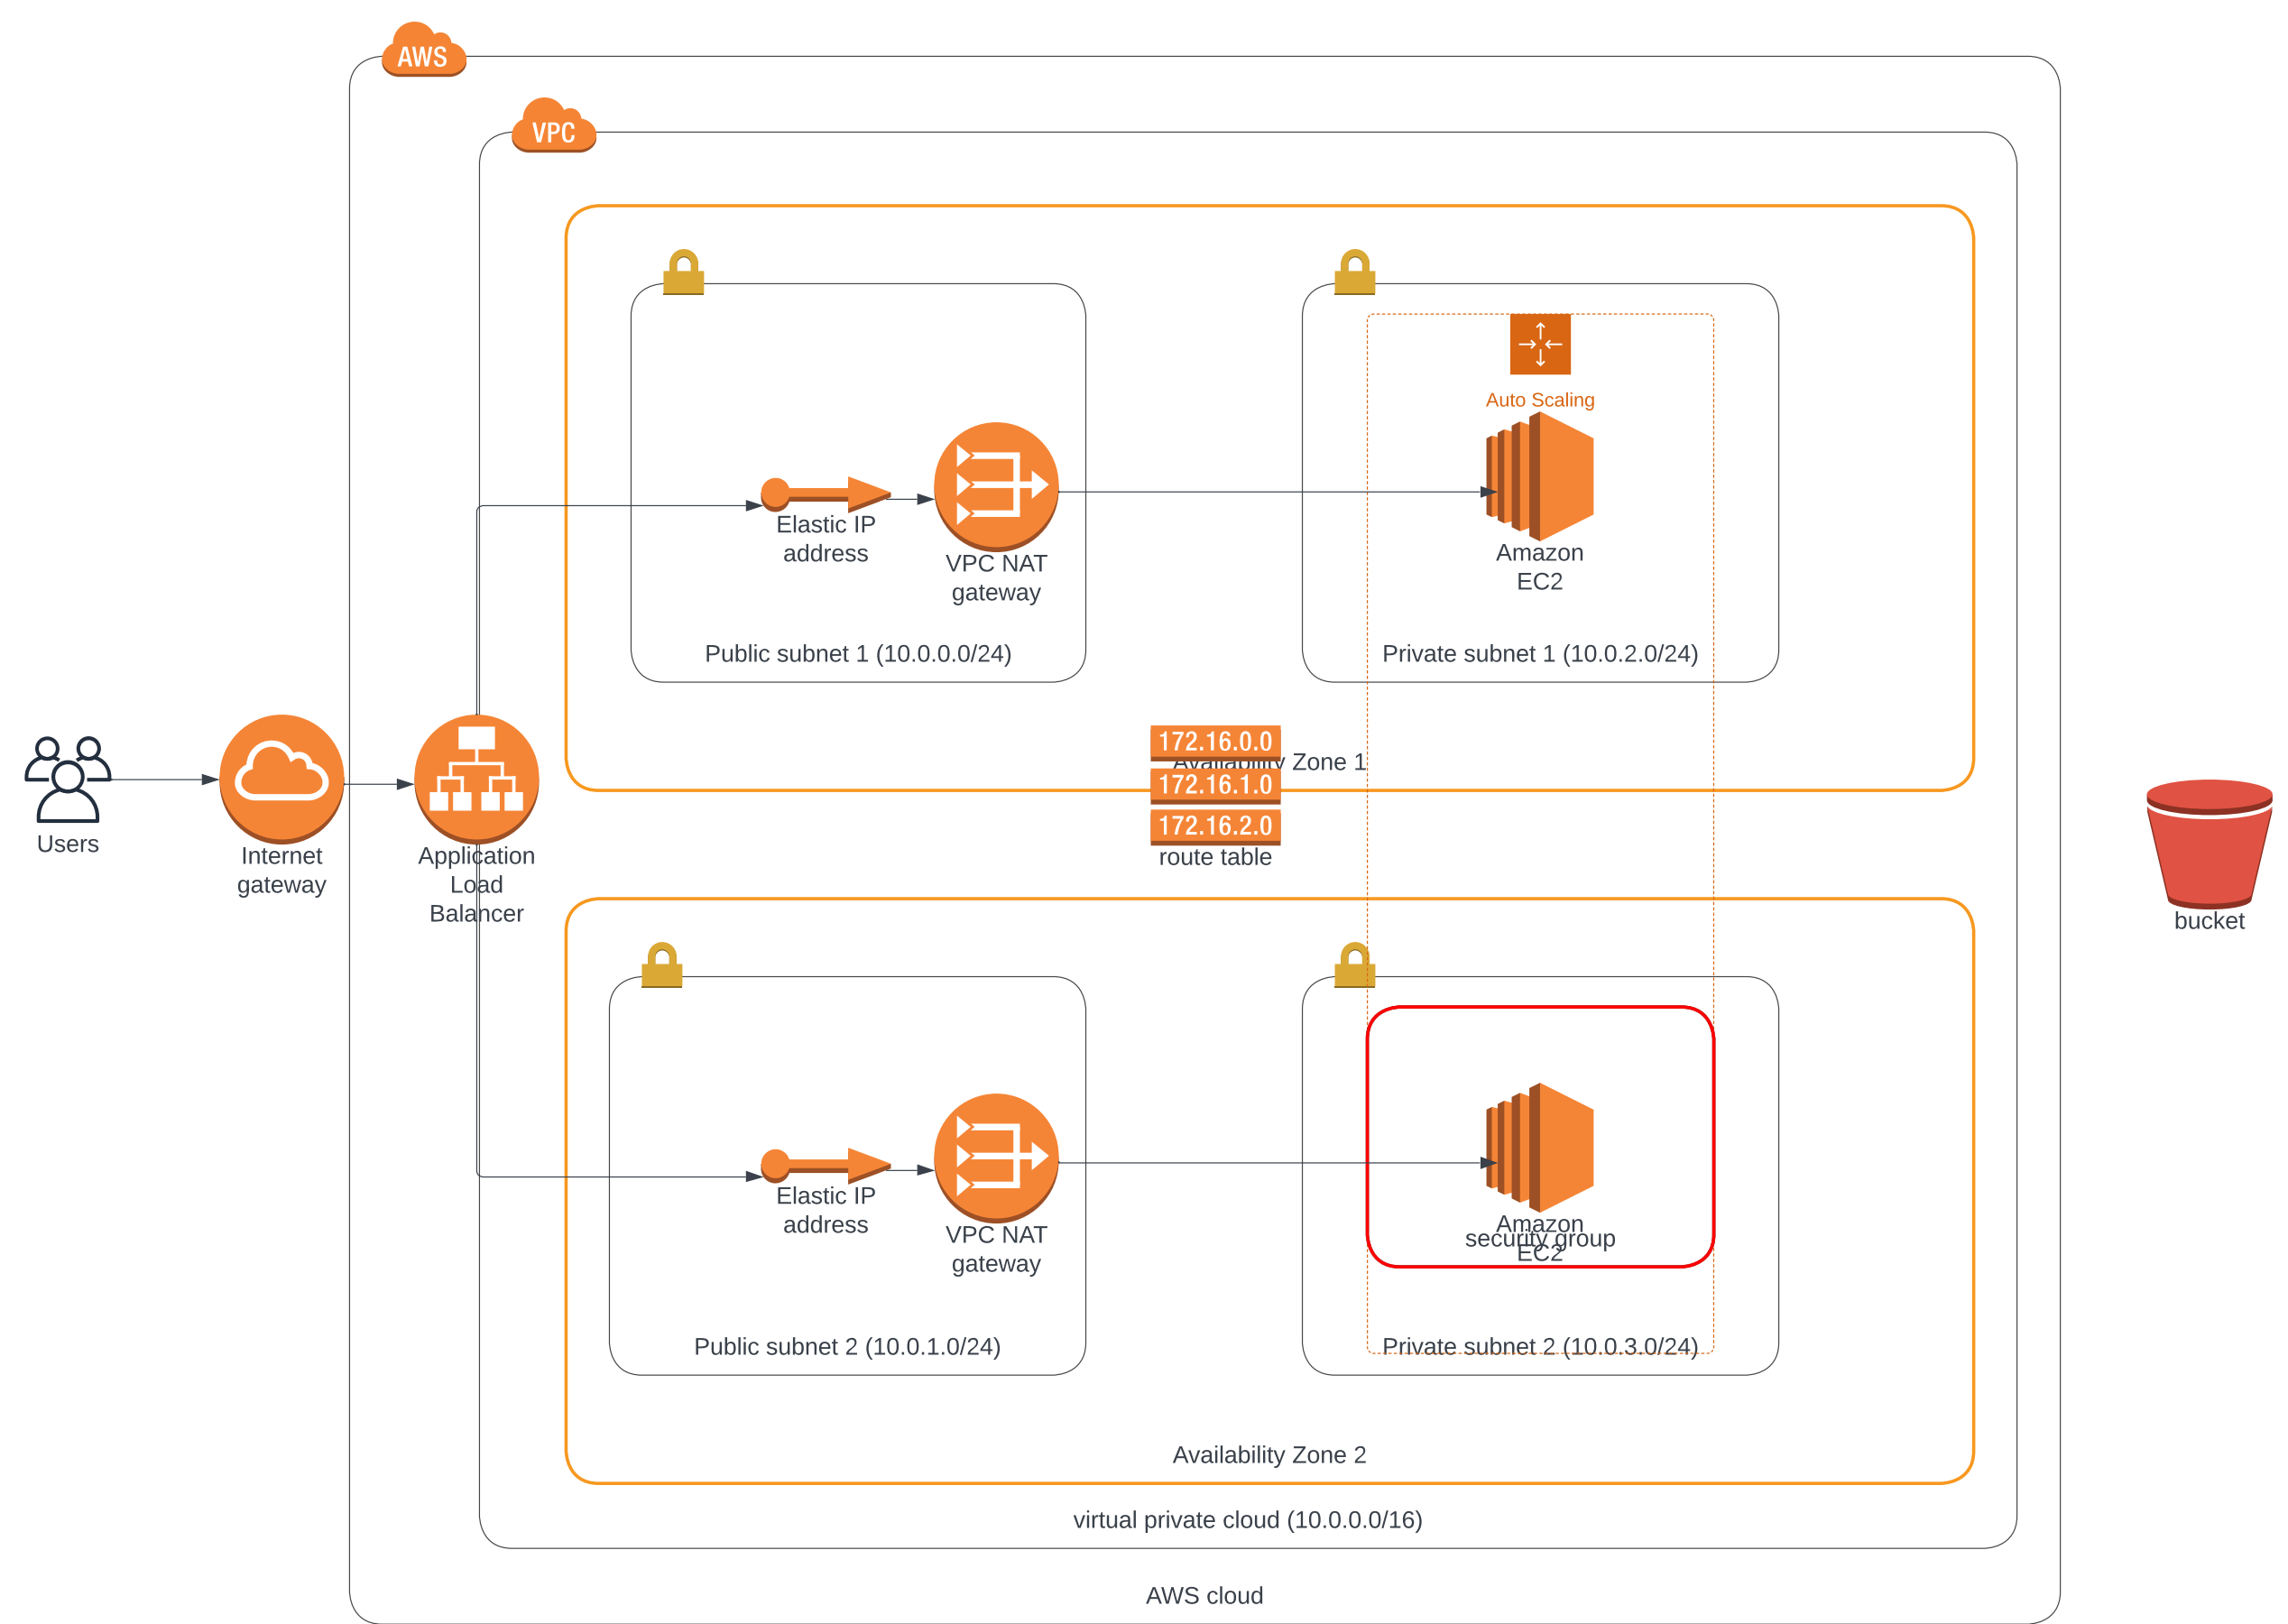 AWS
VPC
Auto Scaling
Elastic IP
address
VPC NAT
gateway
Amazon
EC2
Public subnet 1 (10.0.0.0/24)
Private subnet 1 (10.0.2.0/24)
172.16.0.0
Availability Zone 1
172.16.1.0
172.16.2.0
route table
Users
Internet
gateway
Application
Load
Balancer
bucket
Elastic IP
address
VPC NAT
gateway
Amazon
security group
EC2
Public subnet 2 (10.0.1.0/24)
Private subnet 2 (10.0.3.0/24)
Availability Zone 2
virtual private cloud (10.0.0.0/16)
AWS cloud